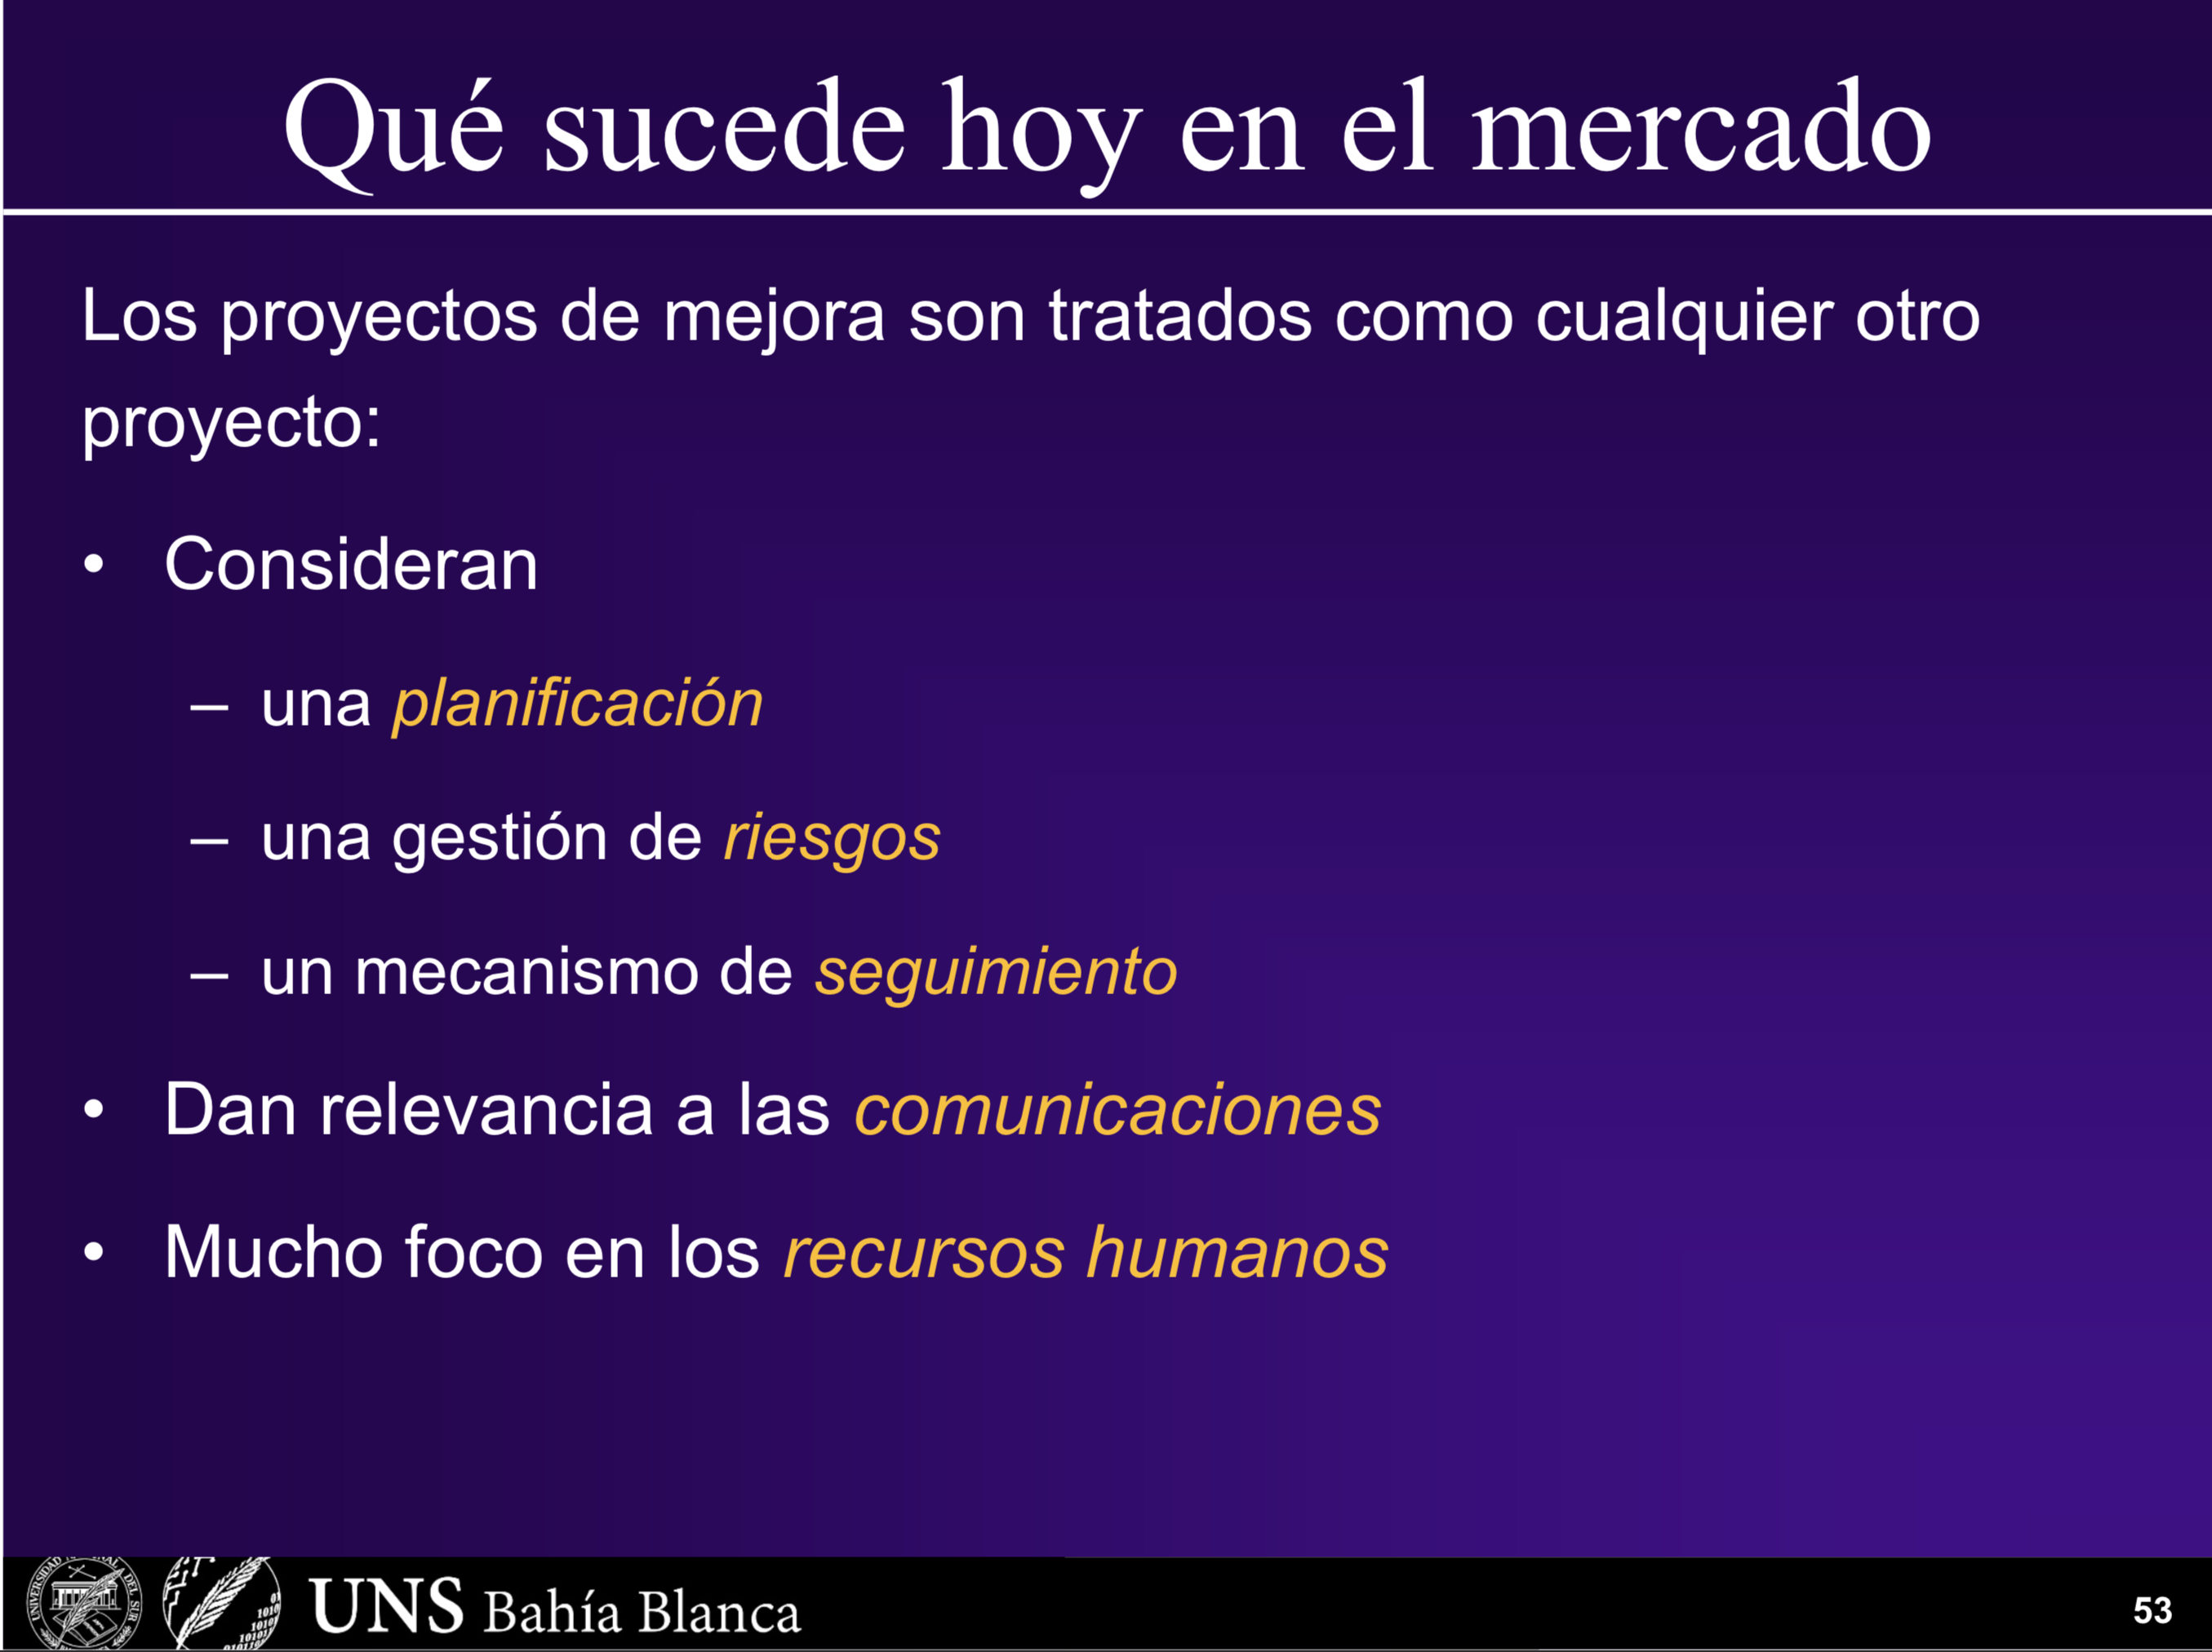 Qué sucede hoy en el mercado
Los proyectos de mejora son tratados como cualquier otro
proyecto:
• Consideran
– una planificación
– una gestión de riesgos
– un mecanismo de seguimiento
• Dan relevancia a las comunicaciones
• Mucho foco en los recursos humanos
UNS Bahía Blanca
53